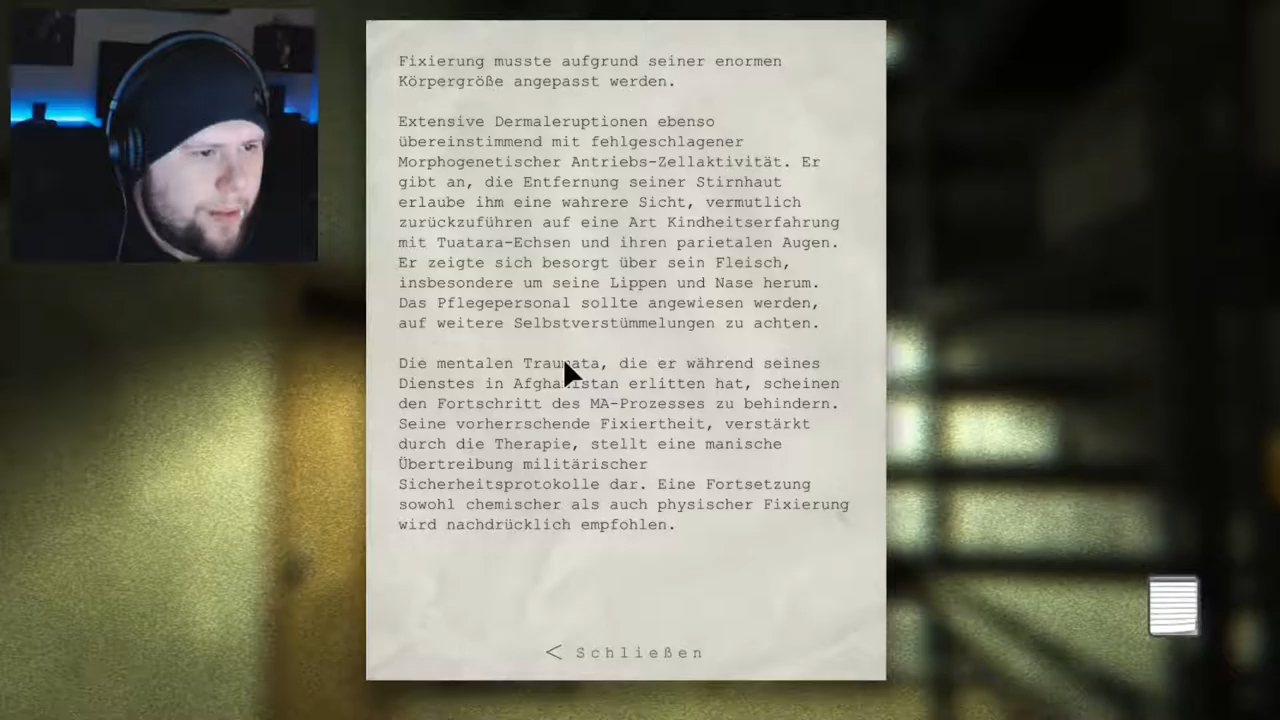 Fixierung musste aufgrund seiner enormen
Körpergröße angepasst werden.
Extensive Dermaleruptionen ebenso
übereinstimmend mit fehlgeschlagener
Morphogenetischer Antriebs-Zellaktivität. Er
gibt an, die Entfernung seiner Stirnhaut
erlaube ihm eine wahrere Sicht, vermutlich
zurückzuführen auf eine Art Kindheitserfahrung
mit Tuatara-Echsen und ihren parietalen Augen.
Er zeigte sich besorgt über sein Fleisch,
insbesondere um seine Lippen und Nase herum.
Das Pflegepersonal sollte angewiesen werden,
auf weitere Selbstverstümmelungen zu achten.
Die mentalen Traumata, die er während seines
Dienstes in Afghanistan erlitten hat, scheinen
den Fortschritt des MA-Prozesses zu behindern.
Seine vorherrschende Fixiertheit, verstärkt
durch die Therapie, stellt eine manische
Übertreibung militärischer
Sicherheitsprotokolle dar. Eine Fortsetzung
sowohl chemischer als auch physischer Fixierung
wird nachdrücklich empfohlen.
< Schließen